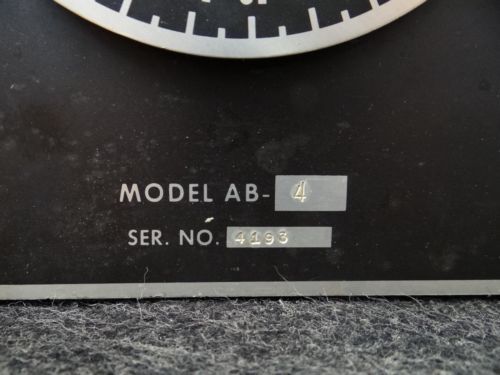 MODEL AB-4
SER. NO. 4193